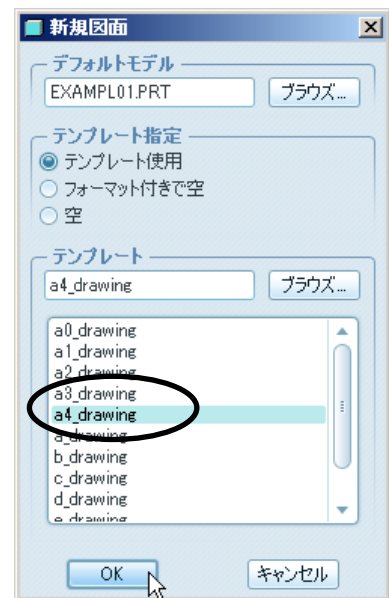 新規図面
デフォルトモデル
EXAMPL01.PRT
ブラウズ...
テンプレート指定
テンプレート使用
フォーマット付きで空
空
テンプレート
a4_drawing
ブラウズ...
a0_drawing
a1_drawing
a2_drawing
a3_drawing
a4_drawing
a_drawing
b_drawing
c_drawing
d_drawing
e_drawing
OK
キャンセル